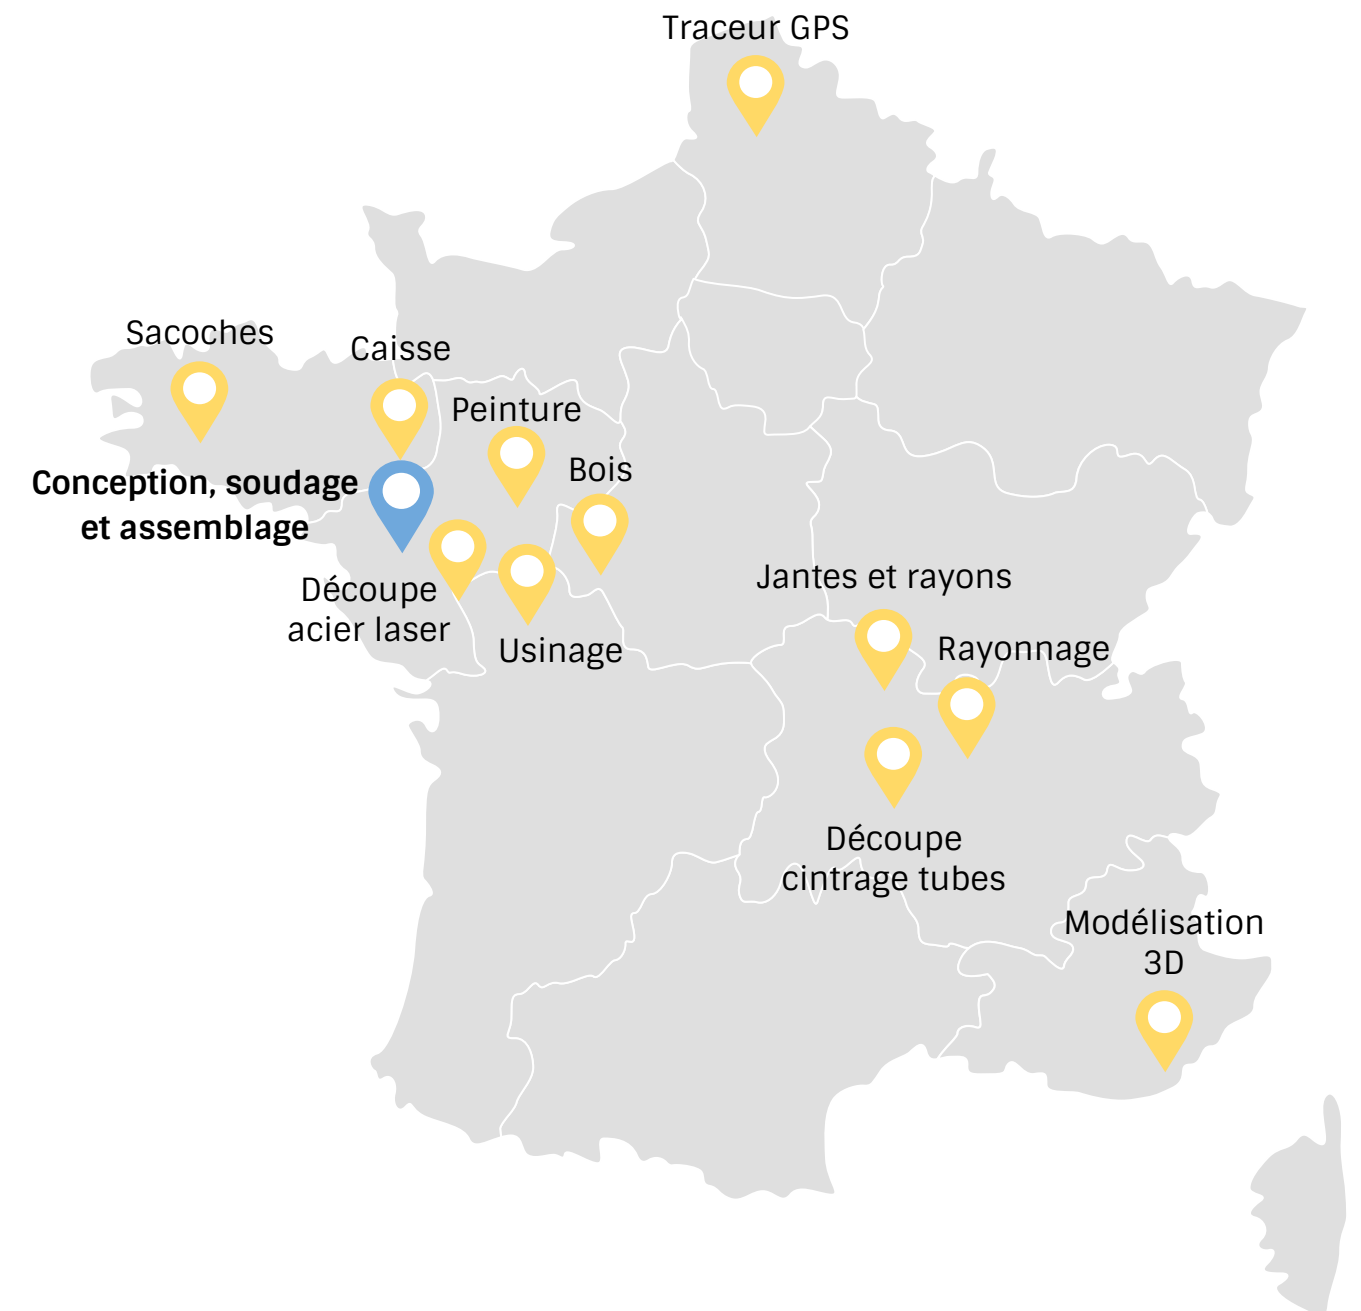 Traceur GPS
Sacoches
Caisse
Peinture
Bois
Conception, soudage
et assemblage
Découpe
acier laser
Usinage
Jantes et rayons
Rayonnage
Découpe
cintrage tubes
Modélisation
3D